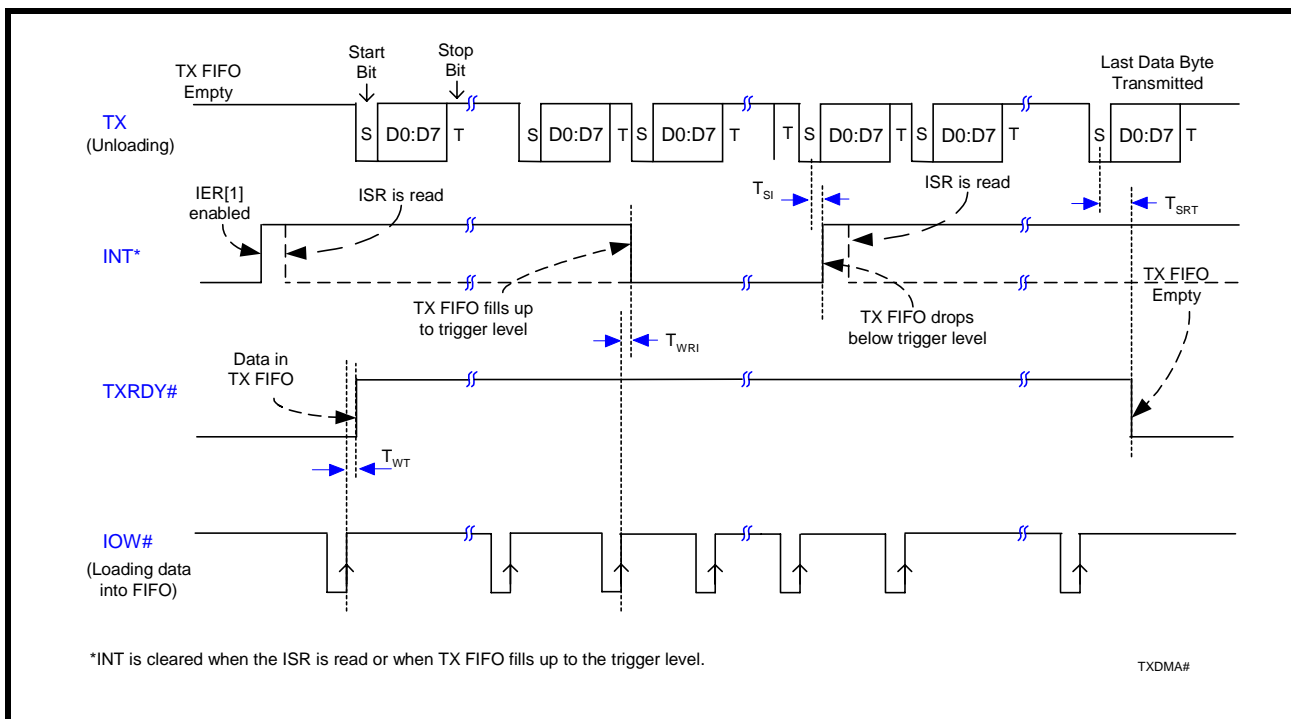 Start
Bit
Stop
Bit
TX FIFO
Empty
Last Data Byte
Transmitted
TX
(Unloading)
S D0:D7 T S D0:D7 T S D0:D7 T T S D0:D7 T S D0:D7 T S D0:D7 T
IER[1]
enabled
ISR is read
TSI
ISR is read
TSRT
INT*
TX FIFO fills up
to trigger level
TX FIFO drops
below trigger level
TX FIFO
Empty
TWRI
Data in
TX FIFO
TXRDY#
TWT
IOW#
(Loading data
into FIFO)
*INT is cleared when the ISR is read or when TX FIFO fills up to the trigger level.
TXDMA#